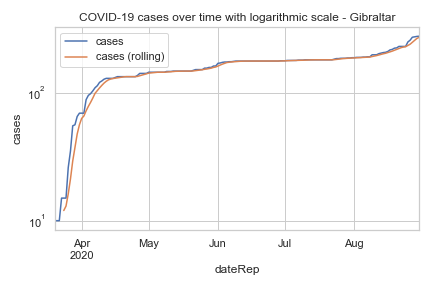 COVID-19 cases over time with logarithmic scale - Gibraltar
cases
cases (rolling)
10²
10¹
cases
Apr
2020
May
Jun
Jul
Aug
dateRep